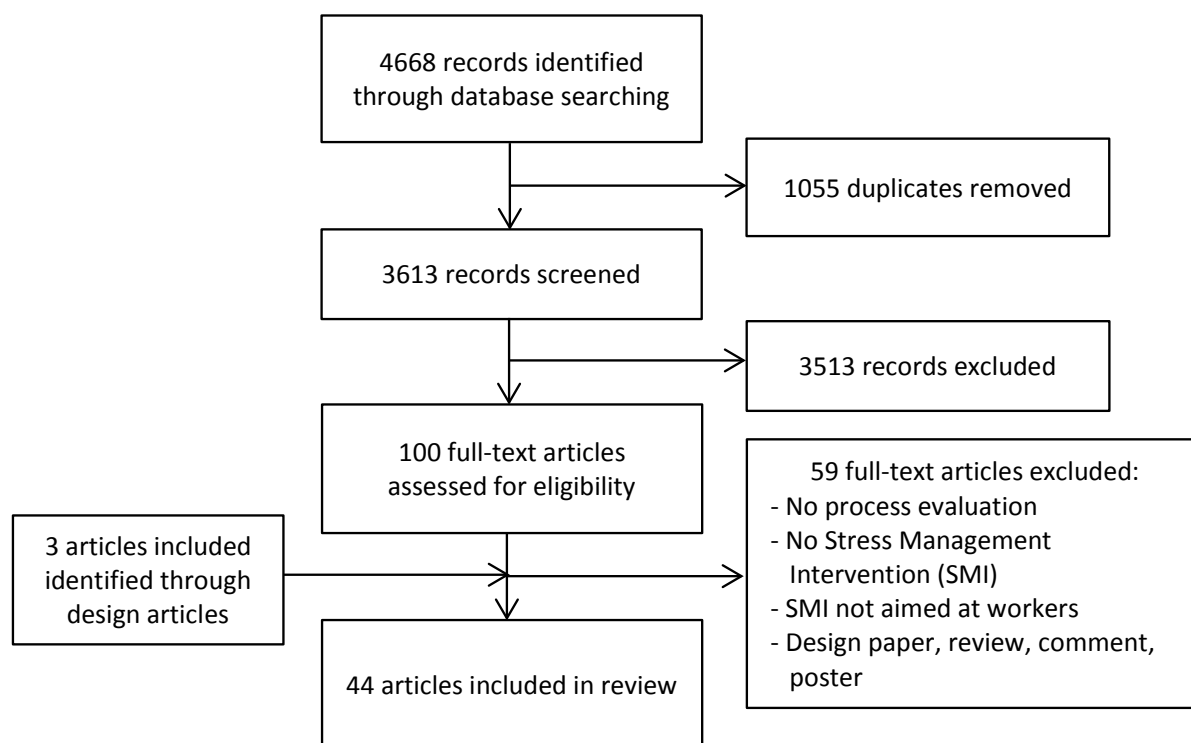 4668 records identified
through database searching
1055 duplicates removed
3613 records screened
3513 records excluded
100 full-text articles
assessed for eligibility
59 full-text articles excluded:
- No process evaluation
- No Stress Management
Intervention (SMI)
- SMI not aimed at workers
- Design paper, review, comment,
poster
3 articles included
identified through
design articles
44 articles included in review